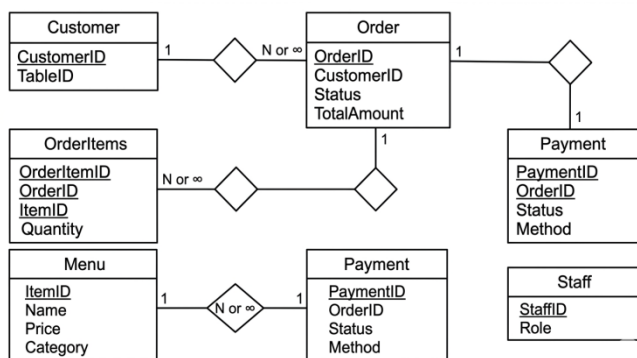 Customer
CustomerID
TableID
1
N or ∞
Order
OrderID
CustomerID
Status
TotalAmount
1
1
1
Payment
PaymentID
OrderID
Status
Method
OrderItems
OrderItemID
OrderID
ItemID
Quantity
N or ∞
Menu
ItemID
Name
Price
Category
1
N or ∞
1
Payment
PaymentID
OrderID
Status
Method
Staff
StaffID
Role